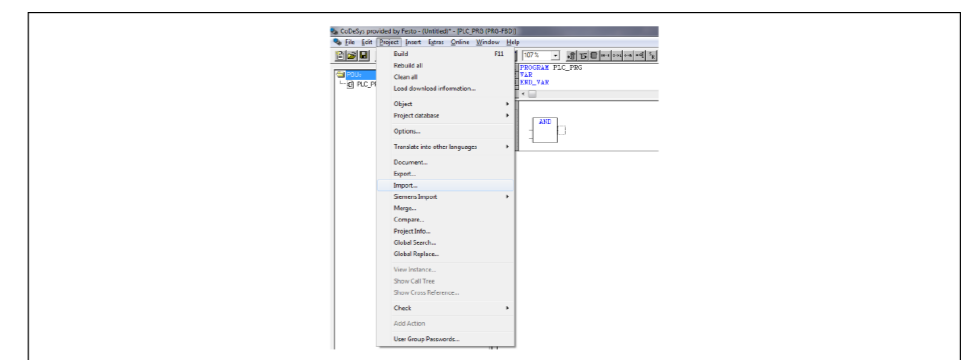 CoDeSys provided by Festo - (Untitled)* - [PLC_PRG (PRG-FBD)]
File Edit Project Insert Extras Online Window Help
Build F11
107%
Rebuild all
PROGRAM PLC_PRG
POUs
Clean all
VAR
END_VAR
Load download information...
Object
Project database
AND
Options...
Translate into other languages
Document...
Export...
Import...
Siemens Import
Merge...
Compare...
Project Info...
Global Search...
Global Replace...
View Instance...
Show Call Tree
Show Cross Reference...
Check
Add Action
User Group Passwords...